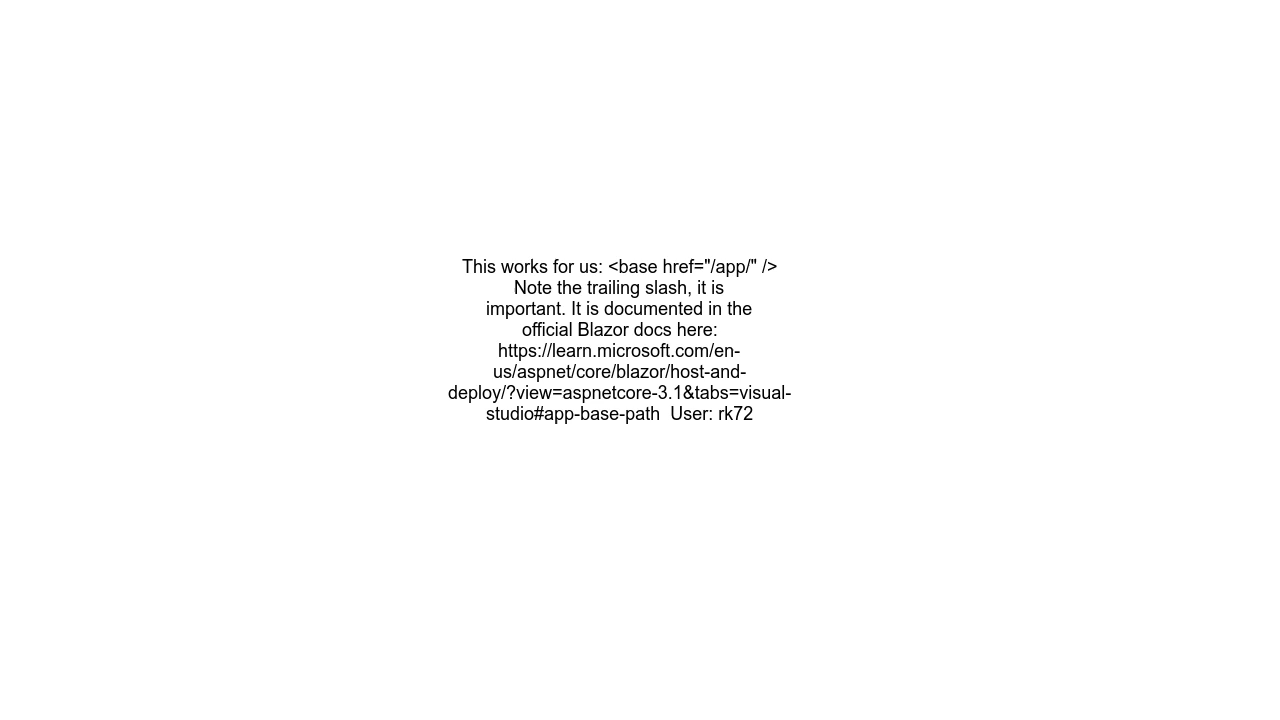 This works for us: <base href="/app/" />
Note the trailing slash, it is
important. It is documented in the
official Blazor docs here:
https://learn.microsoft.com/en-
us/aspnet/core/blazor/host-and-
deploy/?view=aspnetcore-3.1&tabs=visual-
studio#app-base-path  User: rk72